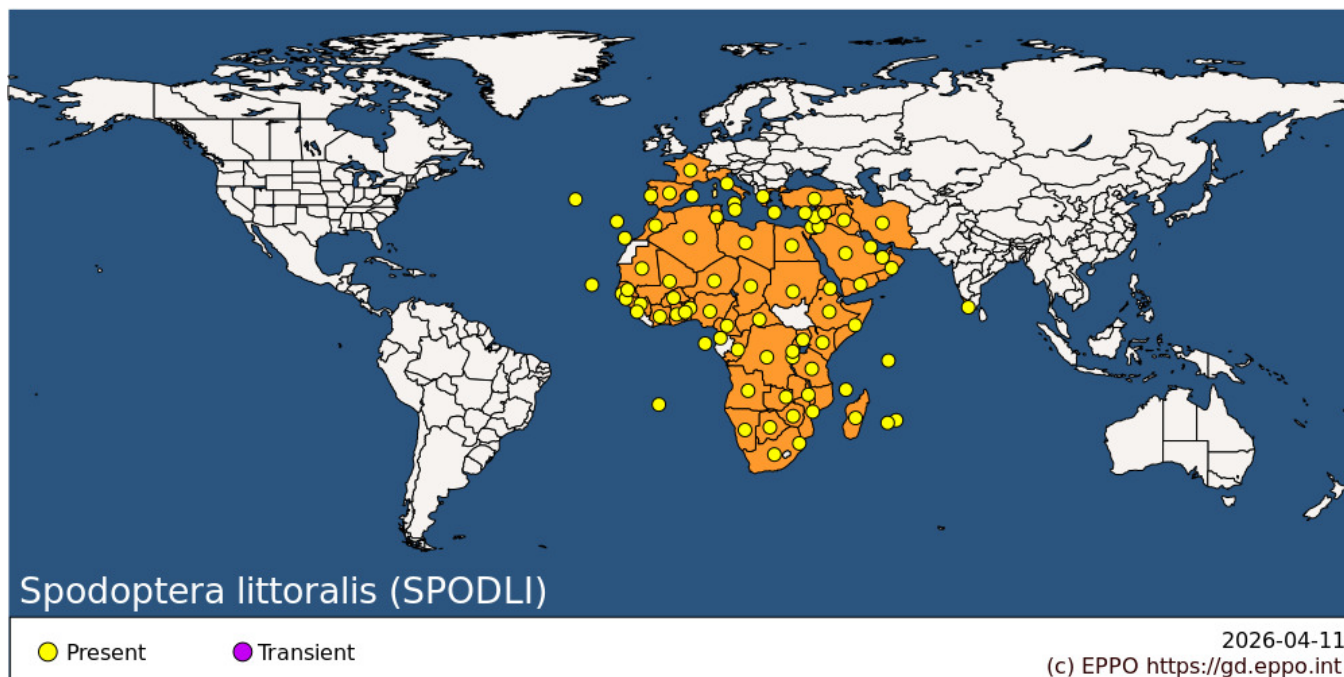 Spodoptera littoralis (SPODLI)
Present
Transient
2026-04-11
(c) EPPO https://gd.eppo.int